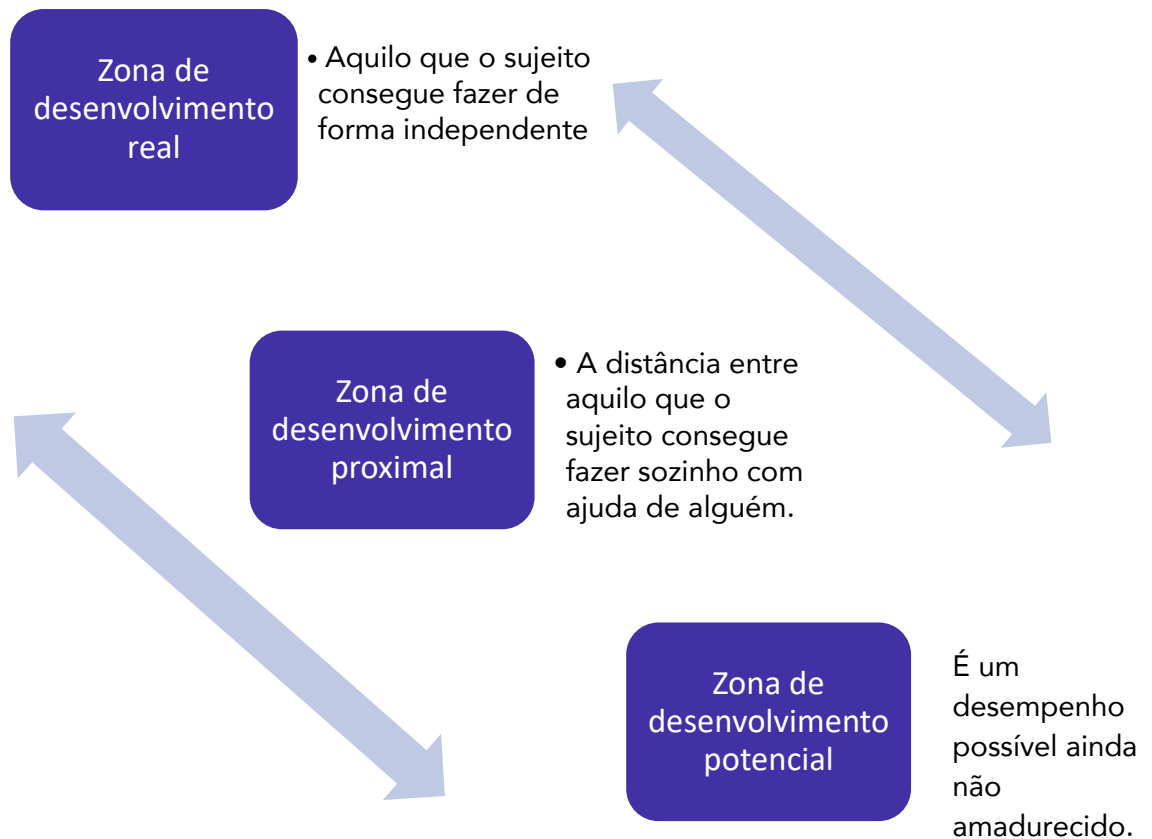 Zona de
desenvolvimento
real
• Aquilo que o sujeito
consegue fazer de
forma independente
Zona de
desenvolvimento
proximal
• A distância entre
aquilo que o
sujeito consegue
fazer sozinho com
ajuda de alguém.
Zona de
desenvolvimento
potencial
É um
desempenho
possível ainda
não
amadurecido.